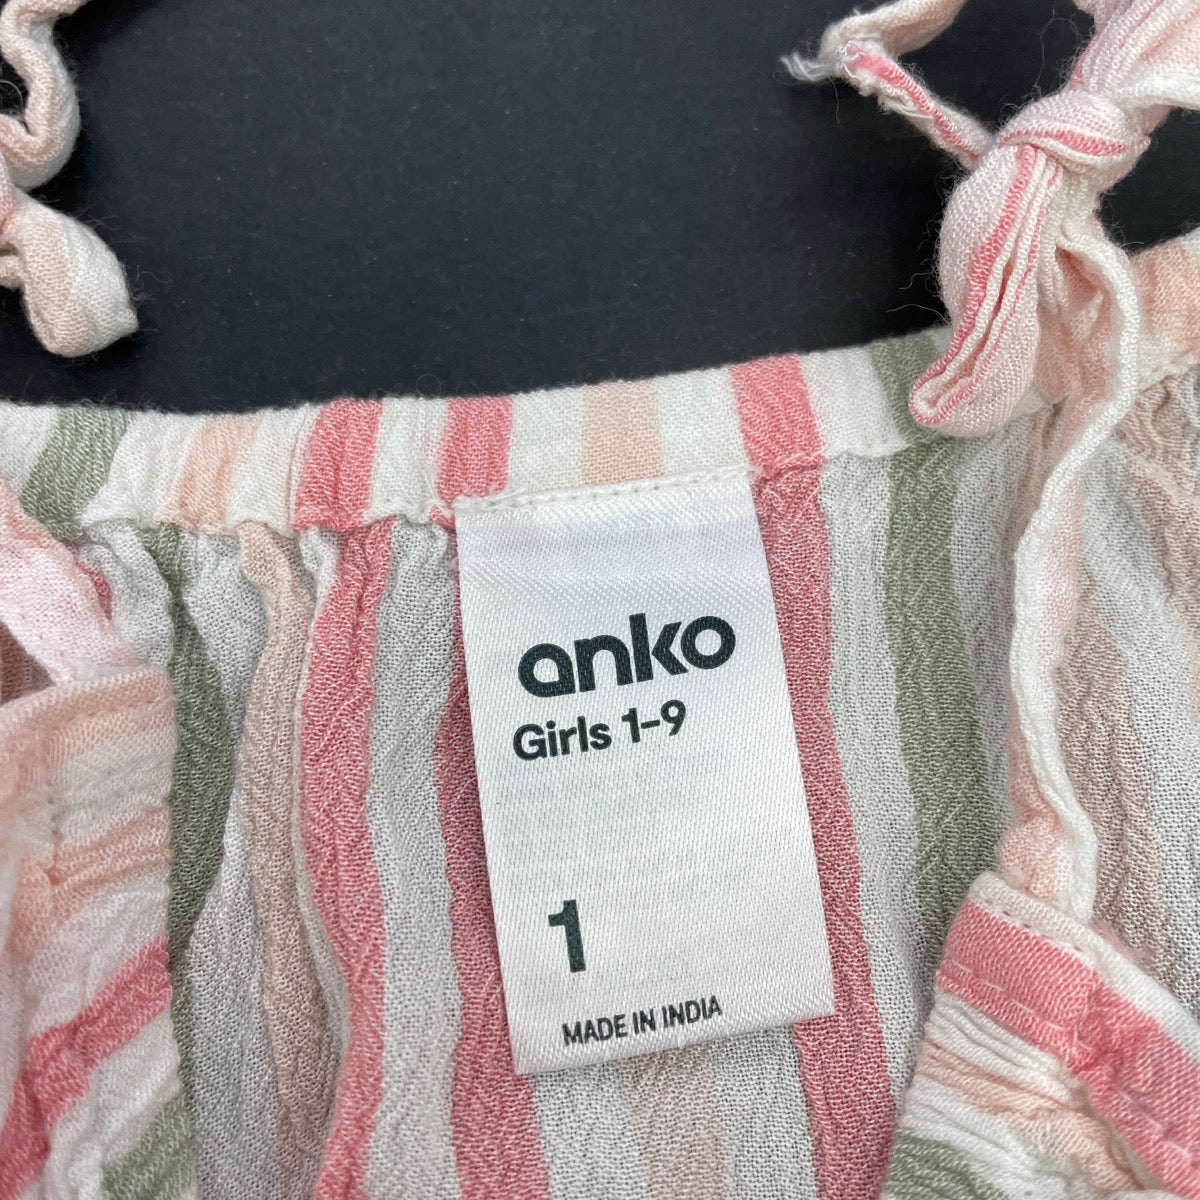 anko
Girls 1-9
1
MADE IN INDIA